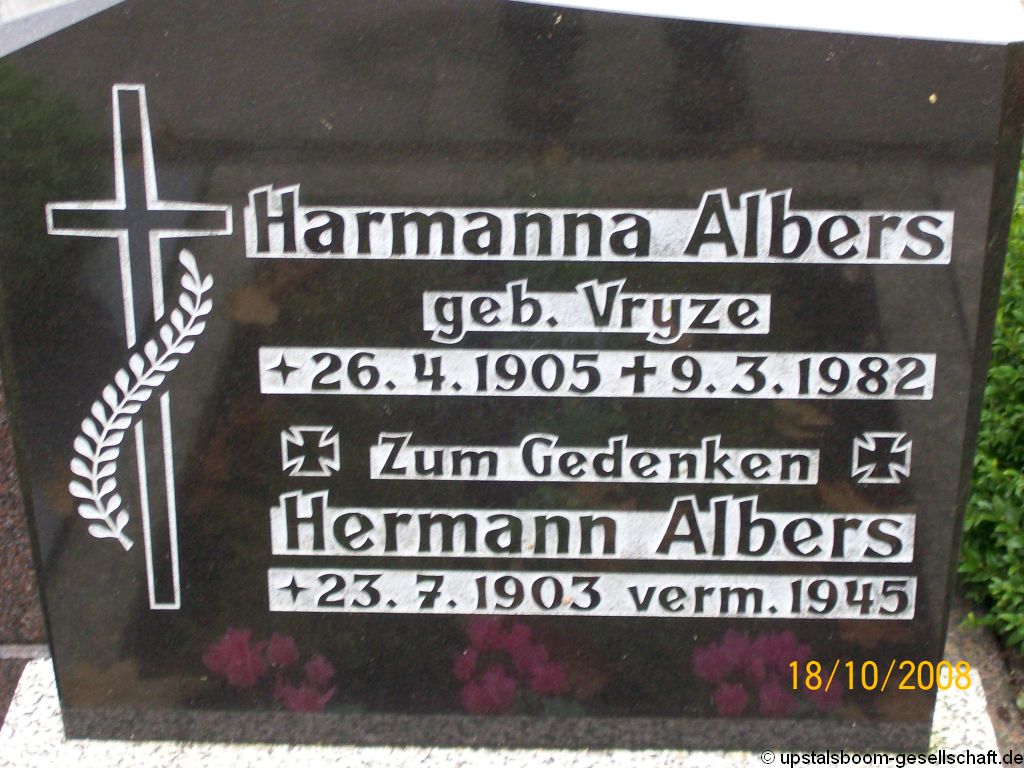 Harmanna Albers
geb. Vryze
✦26.4.1905 ✝ 9.3.1982
Zum Gedenken
Hermann Albers
✦23.7.1903 verm.1945
18/10/2008
© upstalsboom-gesellschaft.de